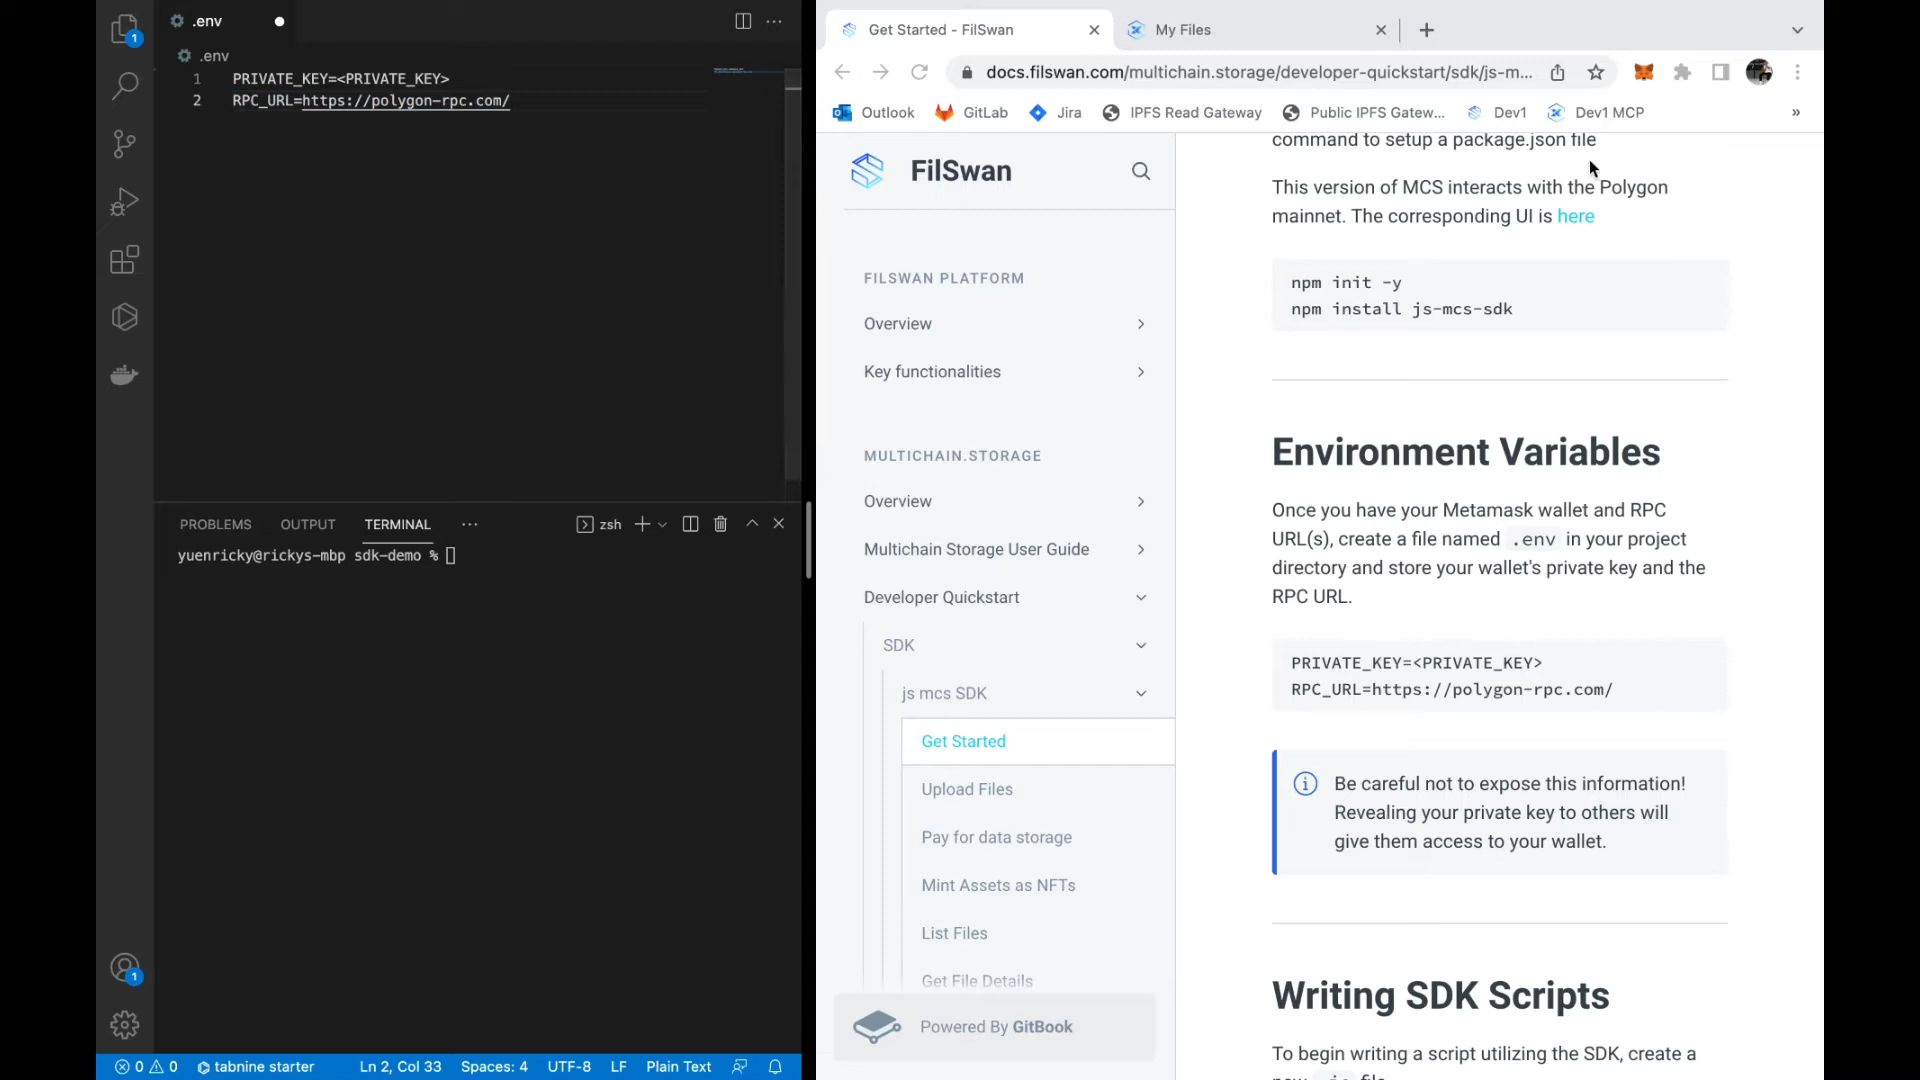 .env
.env
1 PRIVATE_KEY=<PRIVATE_KEY>
2 RPC_URL=https://polygon-rpc.com/
PROBLEMS OUTPUT TERMINAL ... zsh
yuenricky@rickys-mbp sdk-demo %
1
1
0 0 tabnine starter Ln 2, Col 33 Spaces: 4 UTF-8 LF Plain Text
Get Started - FilSwan
My Files
docs.filswan.com/multichain.storage/developer-quickstart/sdk/js-m...
Outlook GitLab Jira IPFS Read Gateway Public IPFS Gatew... Dev1 Dev1 MCP »
FilSwan
FILSWAN PLATFORM
Overview
Key functionalities
MULTICHAIN.STORAGE
Overview
Multichain Storage User Guide
Developer Quickstart
SDK
js mcs SDK
Get Started
Upload Files
Pay for data storage
Mint Assets as NFTs
List Files
Get File Details
Powered By GitBook
command to setup a package.json file
This version of MCS interacts with the Polygon
mainnet. The corresponding UI is here
npm init -y
npm install js-mcs-sdk
Environment Variables
Once you have your Metamask wallet and RPC
URL(s), create a file named .env in your project
directory and store your wallet's private key and the
RPC URL.
PRIVATE_KEY=<PRIVATE_KEY>
RPC_URL=https://polygon-rpc.com/
Be careful not to expose this information!
Revealing your private key to others will
give them access to your wallet.
Writing SDK Scripts
To begin writing a script utilizing the SDK, create a